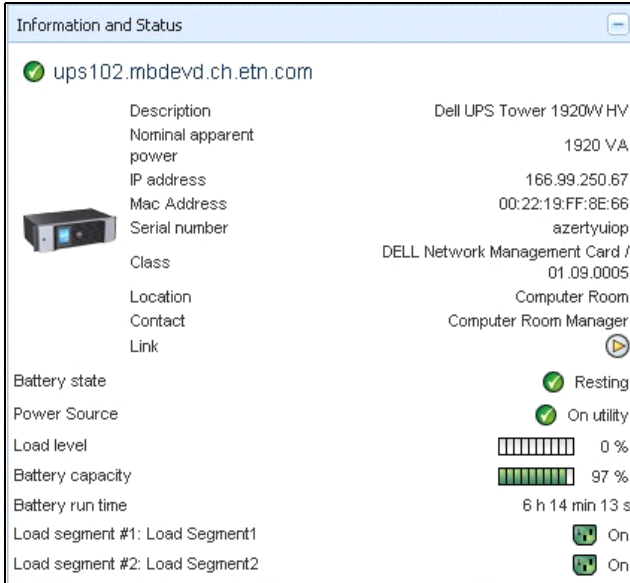 Information and Status
ups102.mbdevd.ch.etn.com
Description Dell UPS Tower 1920W HV
Nominal apparent
power 1920 VA
IP address 166.99.250.67
Mac Address 00:22:19:FF:8E:66
Serial number azertyuiop
Class DELL Network Management Card /
01.09.0005
Location Computer Room
Contact Computer Room Manager
Link
Battery state Resting
Power Source On utility
Load level 0 %
Battery capacity 97 %
Battery run time 6 h 14 min 13 s
Load segment #1: Load Segment1 On
Load segment #2: Load Segment2 On